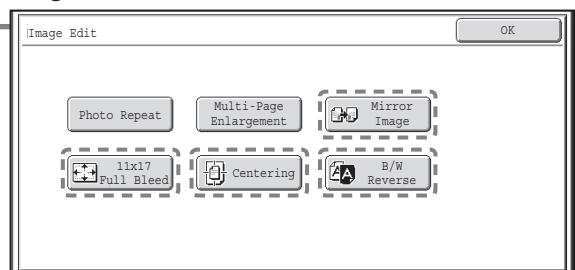 Image Edit
OK
Photo Repeat
Multi-Page
Enlargement
Mirror
Image
11x17
Full Bleed
Centering
B/W
Reverse